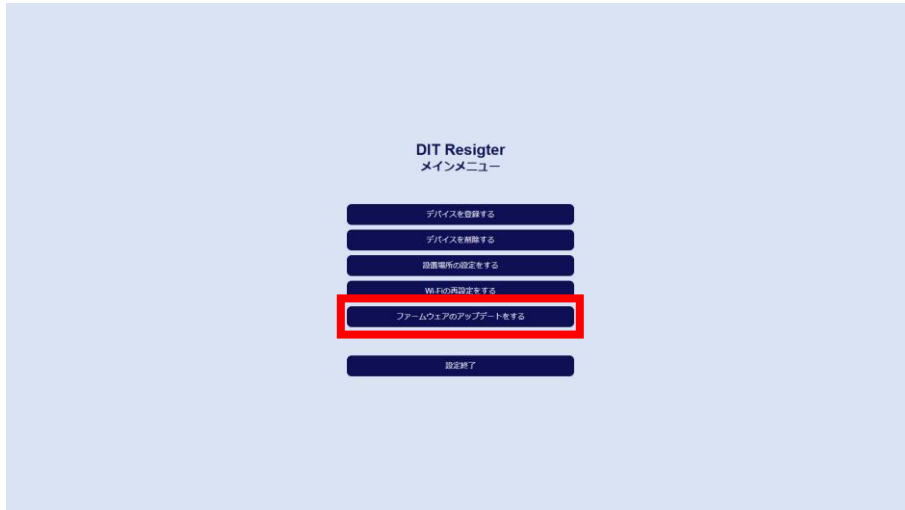 DIT Resigter
メインメニュー
デバイスを登録する
デバイスを削除する
設置場所の設定をする
Wi-Fiの再設定をする
ファームウェアのアップデートをする
設定終了